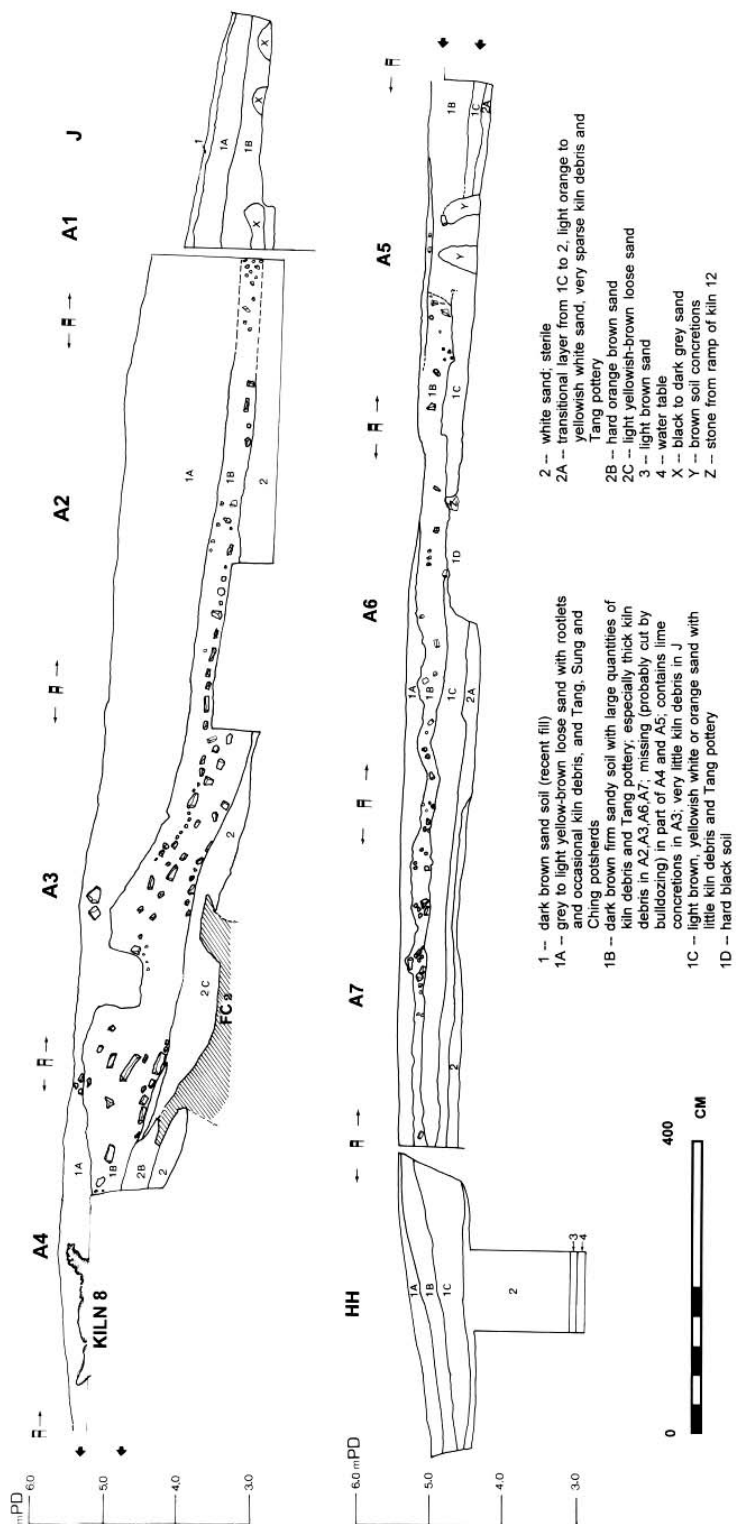 A4
A3
A2
A1
J
mPD
6.0
5.0
4.0
3.0
KILN 8
1A
1B
2B
2
2 C
FC 2
2
1A
1B
2
1
1A
1B
X
X
X
HH
A7
A6
A5
6.0 mPD
5.0
4.0
3.0
1A
1B
1C
2
3
4
2
1A
1B
1C
2A
1D
Z
1B
1C
Y
Y
1B
1C
2A
0
400
CM
1 -- dark brown sand soil (recent fill)
1A -- grey to light yellow-brown loose sand with rootlets
and occasional kiln debris, and Tang, Sung and
Ching potsherds
1B -- dark brown firm sandy soil with large quantities of
kiln debris and Tang pottery; especially thick kiln
debris in A2,A3,A6,A7; missing (probably cut by
bulldozing) in part of A4 and A5; contains lime
concretions in A3; very little kiln debris in J
1C -- light brown, yellowish white or orange sand with
little kiln debris and Tang pottery
1D -- hard black soil
2 -- white sand; sterile
2A -- transitional layer from 1C to 2, light orange to
yellowish white sand, very sparse kiln debris and
Tang pottery
2B -- hard orange brown sand
2C -- light yellowish-brown loose sand
3 -- light brown sand
4 -- water table
X -- black to dark grey sand
Y -- brown soil concretions
Z -- stone from ramp of kiln 12